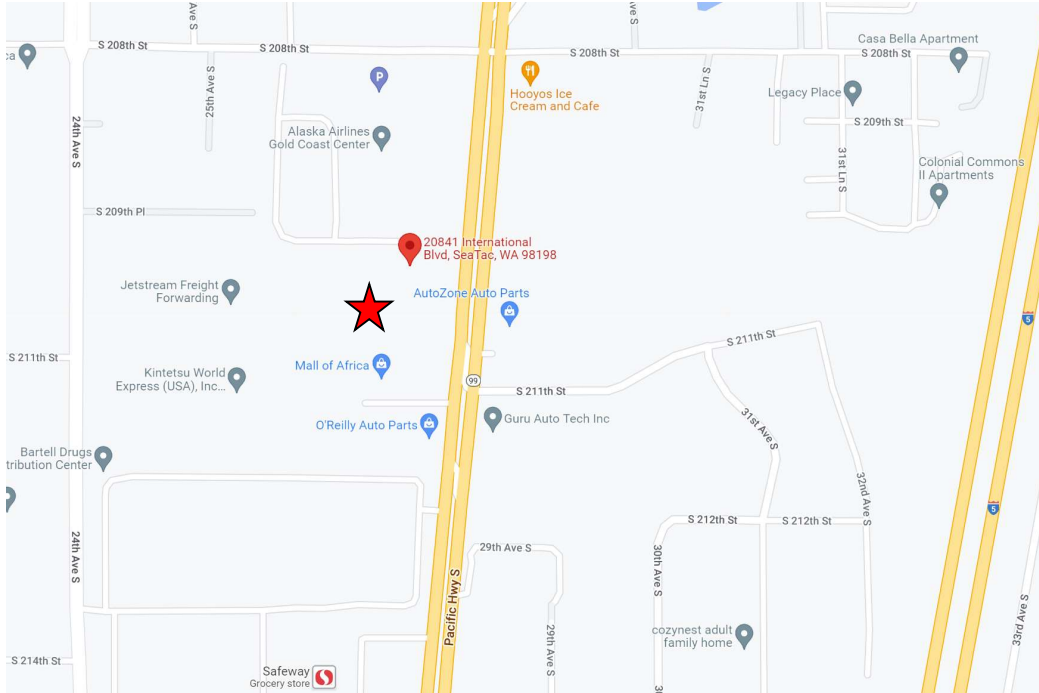 24th Ave S
S 208th St
S 208th St
25th Ave S
P
Hooyos Ice
Cream and Cafe
S 208th St
31st Ln S
Casa Bella Apartment
S 208th St
Legacy Place
S 209th St
31st Ln S
Colonial Commons
II Apartments
Alaska Airlines
Gold Coast Center
S 209th Pl
20841 International
Blvd, SeaTac, WA 98198
Jetstream Freight
Forwarding
AutoZone Auto Parts
5
S 211th St
S 211th St
Mall of Africa
Kintetsu World
Express (USA), Inc...
99
S 211th St
O'Reilly Auto Parts
Guru Auto Tech Inc
31st Ave S
Bartell Drugs
tribution Center
32nd Ave S
5
24th Ave S
S 212th St
S 212th St
29th Ave S
30th Ave S
Pacific Hwy S
29th Ave S
cozynest adult
family home
33rd Ave S
S 214th St
Safeway
Grocery store